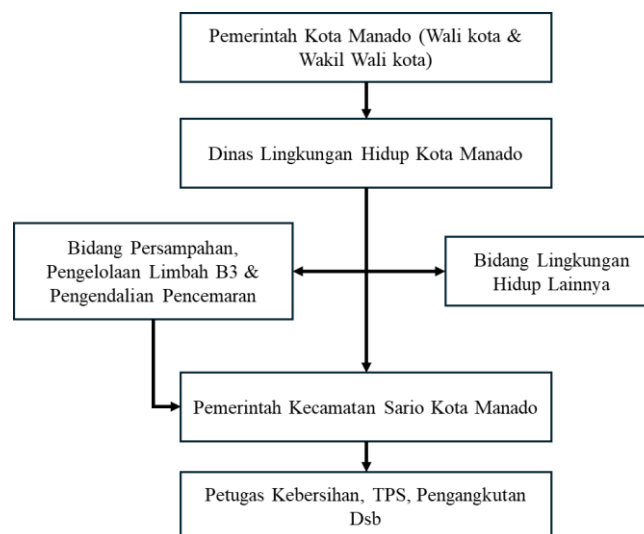 Pemerintah Kota Manado (Wali kota &
Wakil Wali kota)
Dinas Lingkungan Hidup Kota Manado
Bidang Persampahan,
Pengelolaan Limbah B3 &
Pengendalian Pencemaran
Bidang Lingkungan
Hidup Lainnya
Pemerintah Kecamatan Sario Kota Manado
Petugas Kebersihan, TPS, Pengangkutan
Dsb